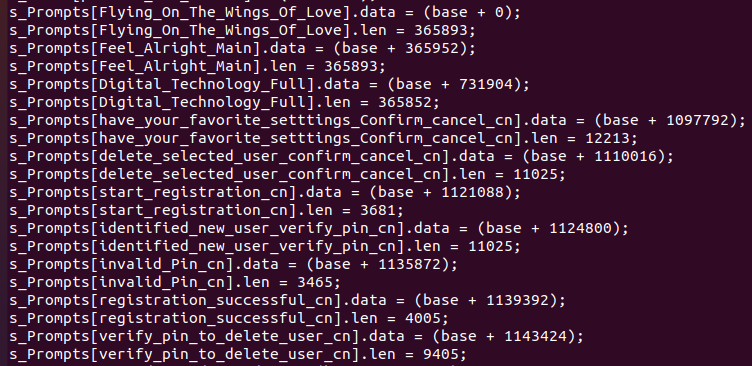 s_Prompts[Flying_On_The_Wings_Of_Love].data = (base + 0);
s_Prompts[Flying_On_The_Wings_Of_Love].len = 365893;
s_Prompts[Feel_Alright_Main].data = (base + 365952);
s_Prompts[Feel_Alright_Main].len = 365893;
s_Prompts[Digital_Technology_Full].data = (base + 731904);
s_Prompts[Digital_Technology_Full].len = 365852;
s_Prompts[have_your_favorite_setttings_Confirm_cancel_cn].data = (base + 1097792);
s_Prompts[have_your_favorite_setttings_Confirm_cancel_cn].len = 12213;
s_Prompts[delete_selected_user_confirm_cancel_cn].data = (base + 1110016);
s_Prompts[delete_selected_user_confirm_cancel_cn].len = 11025;
s_Prompts[start_registration_cn].data = (base + 1121088);
s_Prompts[start_registration_cn].len = 3681;
s_Prompts[identified_new_user_verify_pin_cn].data = (base + 1124800);
s_Prompts[identified_new_user_verify_pin_cn].len = 11025;
s_Prompts[invalid_Pin_cn].data = (base + 1135872);
s_Prompts[invalid_Pin_cn].len = 3465;
s_Prompts[registration_successful_cn].data = (base + 1139392);
s_Prompts[registration_successful_cn].len = 4005;
s_Prompts[verify_pin_to_delete_user_cn].data = (base + 1143424);
s_Prompts[verify_pin_to_delete_user_cn].len = 9405;